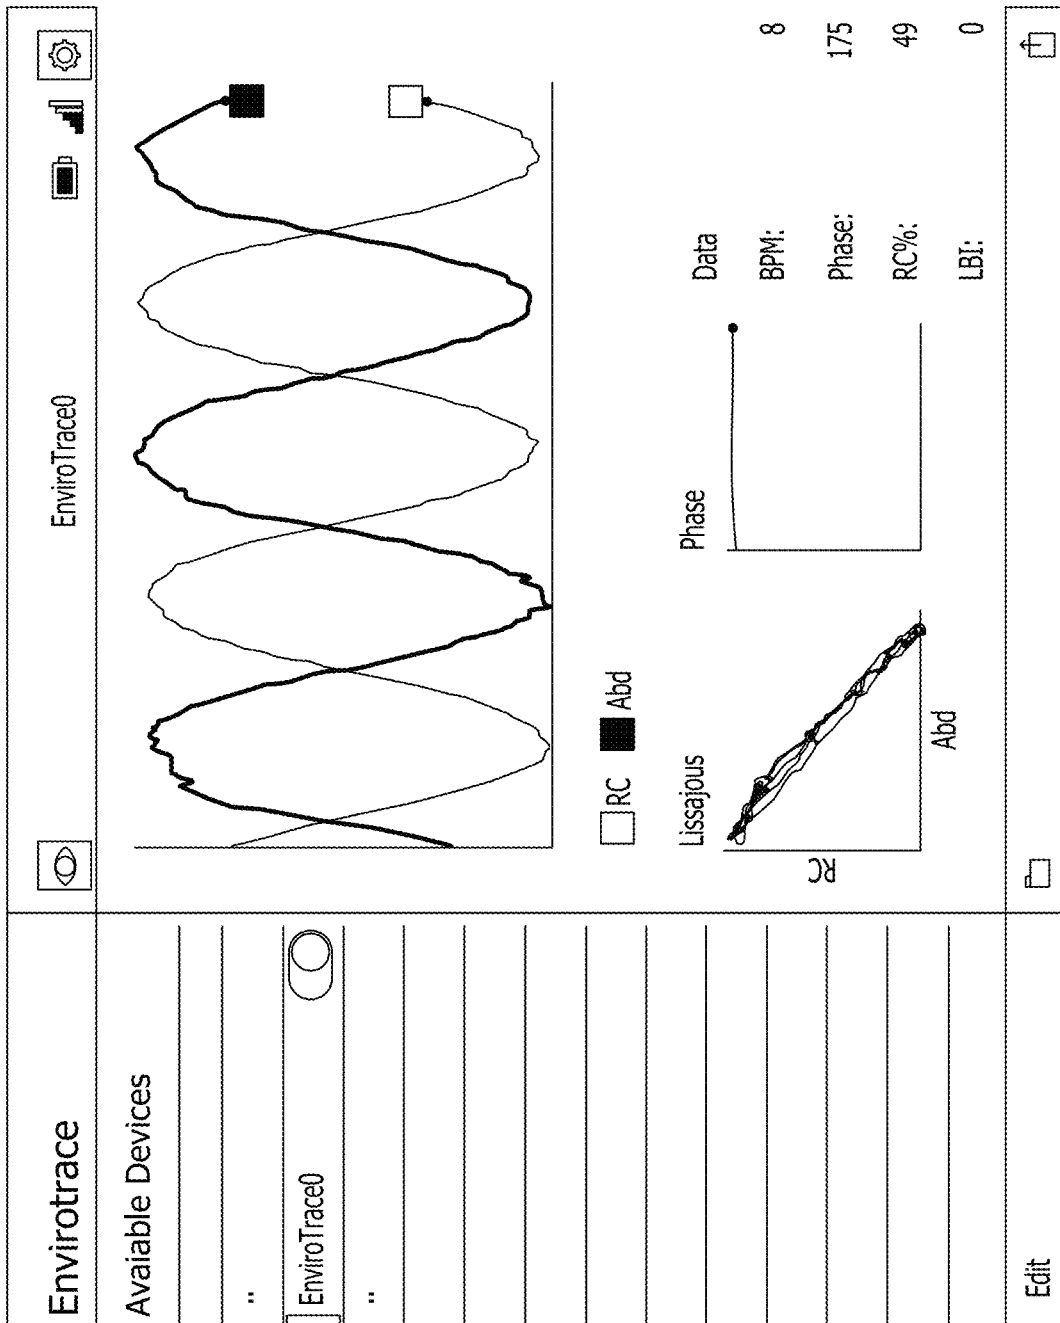 Envirotrace
EnviroTrace0
Avaiable Devices
..
EnviroTrace0
..
RC Abd
Lissajous
Phase
Data
RC
Abd
BPM: 8
Phase: 175
RC%: 49
LBI: 0
Edit